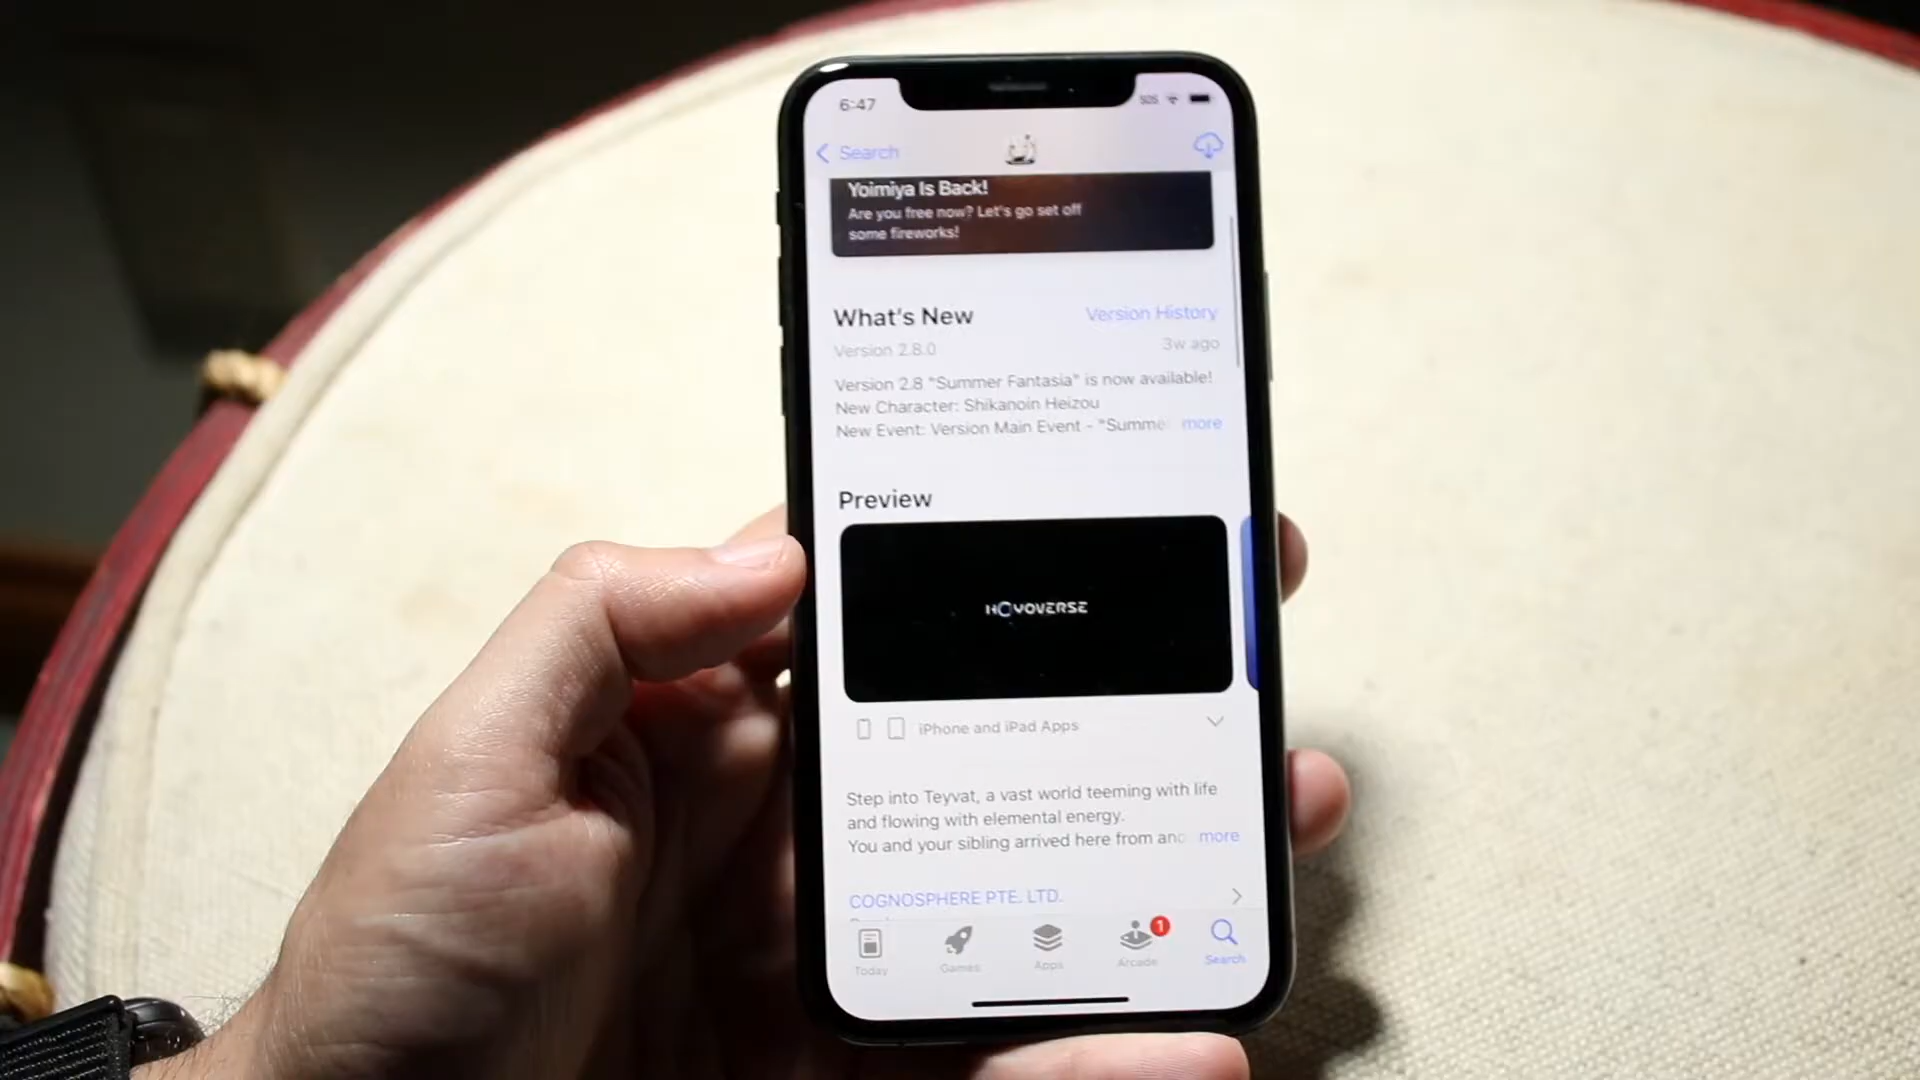 6:47
SOS
Search
Yoimiya Is Back!
Are you free now? Let's go set off
some fireworks!
What's New
Version History
Version 2.8.0
3w ago
Version 2.8 "Summer Fantasia" is now available!
New Character: Shikanoin Heizou
New Event: Version Main Event - "Summe
more
Preview
HOYOVERSE
iPhone and iPad Apps
Step into Teyvat, a vast world teeming with life
and flowing with elemental energy.
You and your sibling arrived here from ano
more
COGNOSPHERE PTE. LTD.
1
Today
Games
Apps
Arcade
Search